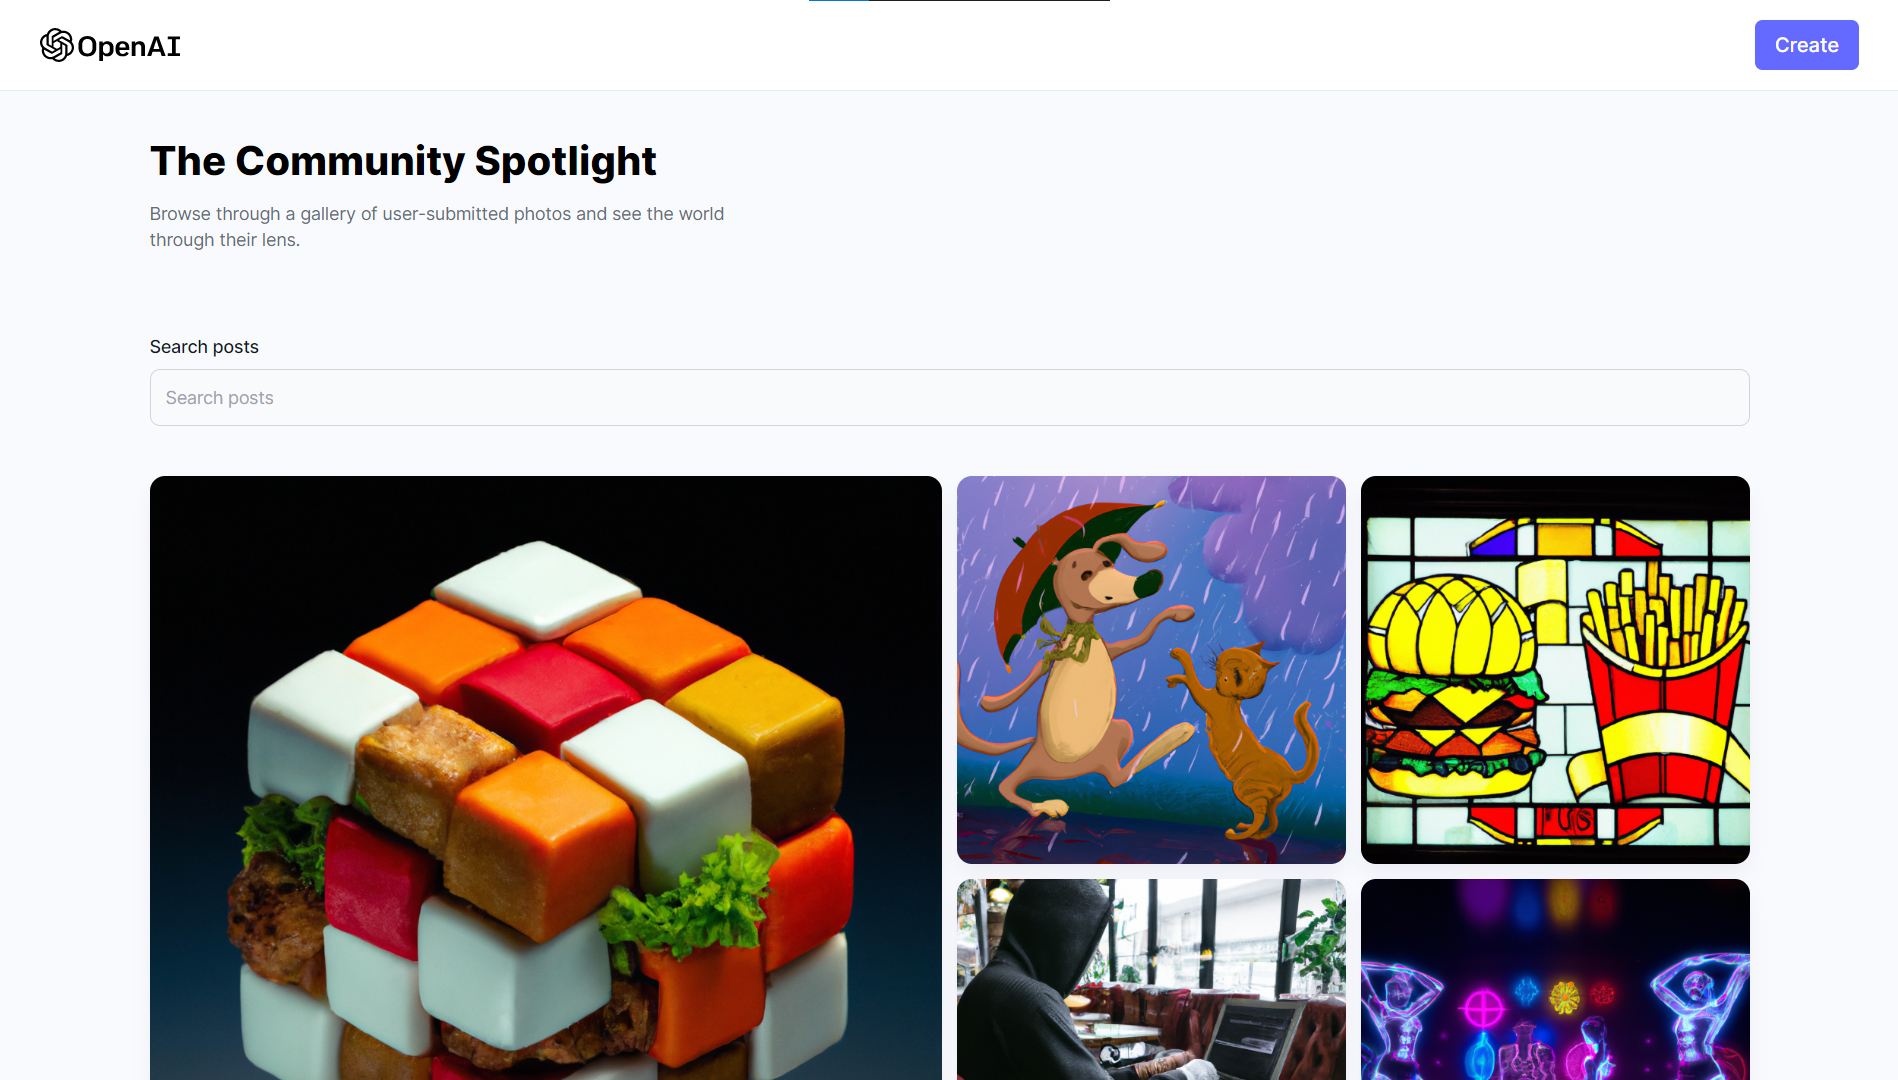 OpenAI
Create
The Community Spotlight
Browse through a gallery of user-submitted photos and see the world
through their lens.
Search posts
Search posts